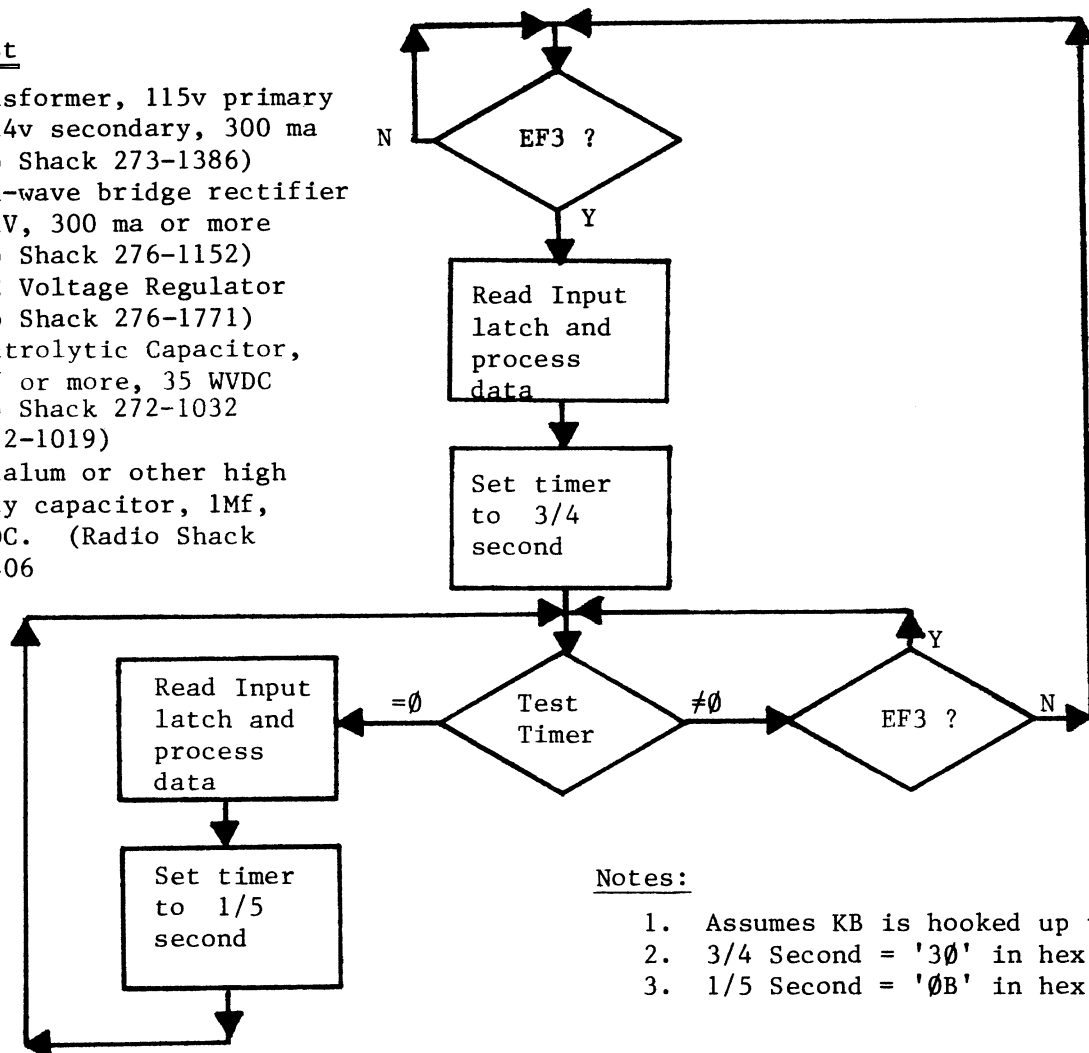 st
nsformer, 115v primary
4v secondary, 300 ma
Shack 273-1386)
-wave bridge rectifier
V, 300 ma or more
Shack 276-1152)
Voltage Regulator
Shack 276-1771)
ctrolytic Capacitor,
or more, 35 WVDC
Shack 272-1032
2-1019)
alum or other high
y capacitor, 1Mf,
DC. (Radio Shack
06
EF3 ?
N
Y
Read Input
latch and
process
data
Set timer
to 3/4
second
Test
Timer
=Ø
≠Ø
EF3 ?
Y
N
Read Input
latch and
process
data
Set timer
to 1/5
second
Notes:
1. Assumes KB is hooked up
2. 3/4 Second = '3Ø' in hex
3. 1/5 Second = 'ØB' in hex